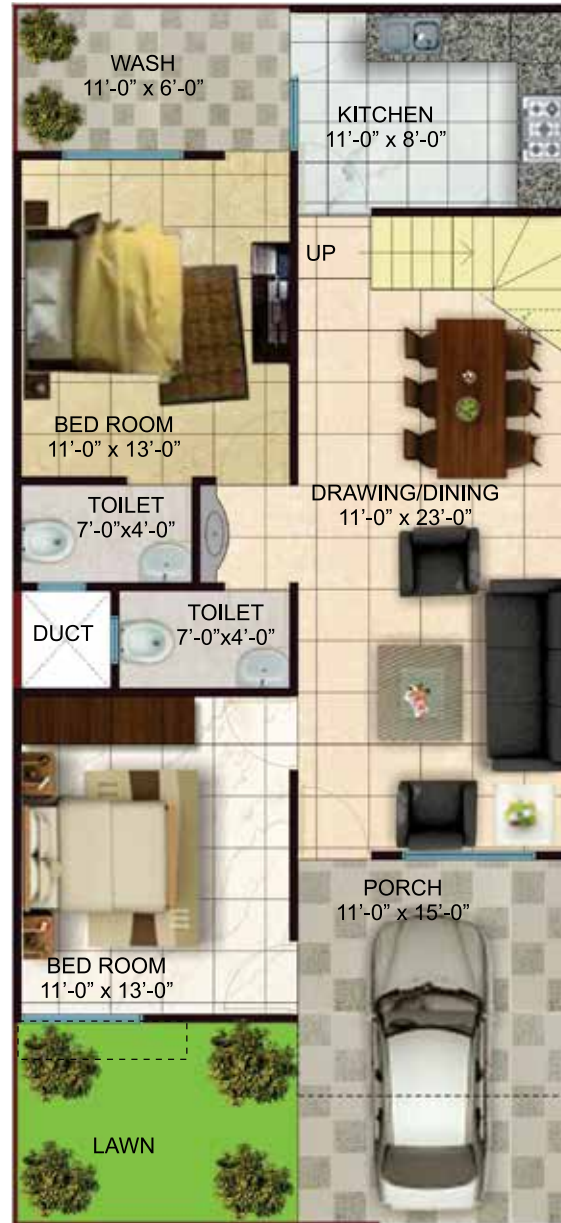 WASH
11’-0” x 6’-0”
KITCHEN
11’-0” x 8’-0”
UP
BED ROOM
11’-0” x 13’-0”
DRAWING/DINING
11’-0” x 23’-0”
TOILET
7’-0”x4’-0”
DUCT
TOILET
7’-0”x4’-0”
PORCH
11’-0” x 15’-0”
BED ROOM
11’-0” x 13’-0”
LAWN